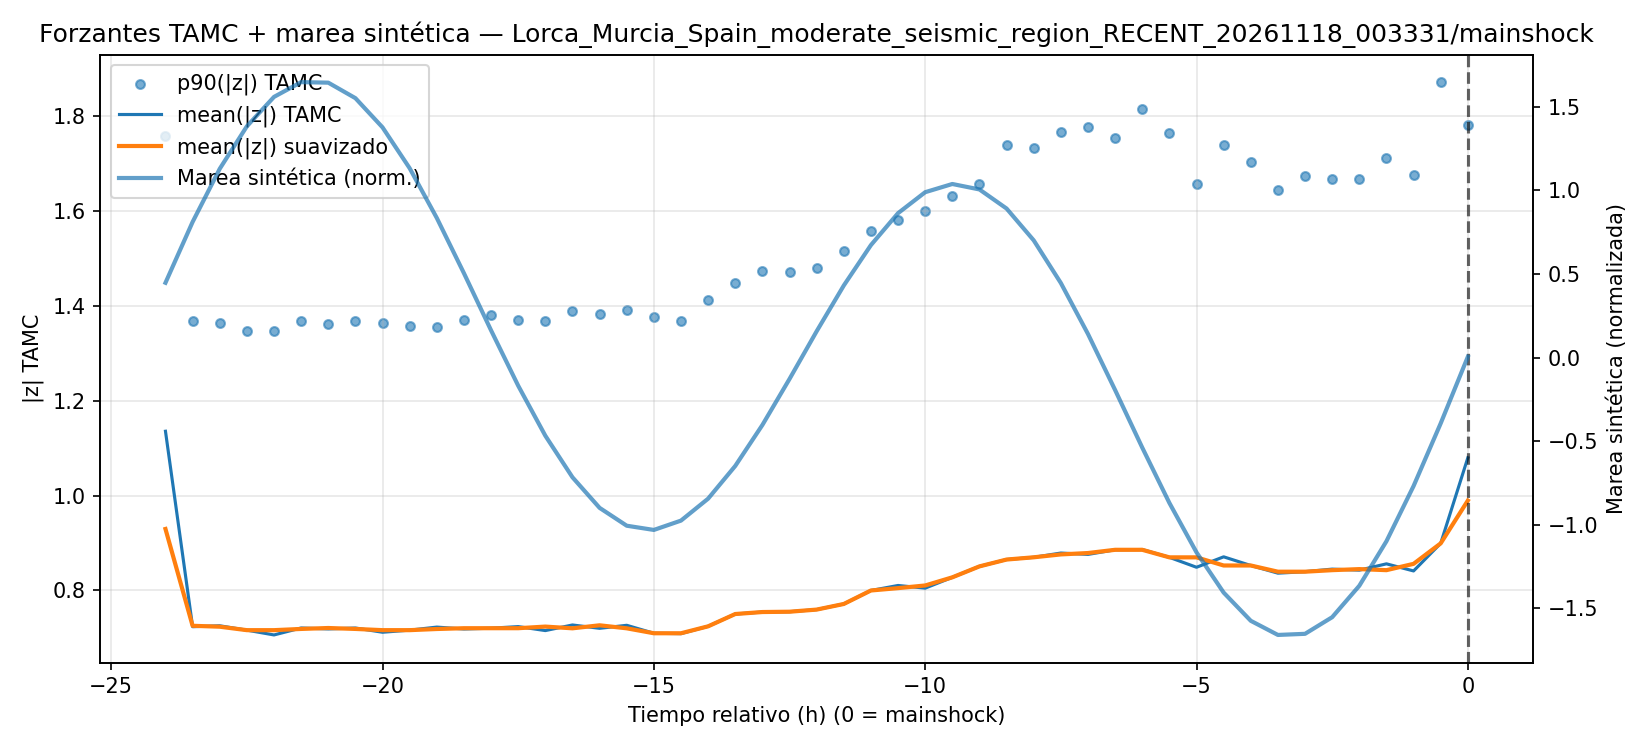 Forzantes TAMC + marea sintética — Lorca_Murcia_Spain_moderate_seismic_region_RECENT_20261118_003331/mainshock
p90(|z|) TAMC
mean(|z|) TAMC
mean(|z|) suavizado
Marea sintética (norm.)
|z| TAMC
1.8
1.6
1.4
1.2
1.0
0.8
1.5
1.0
0.5
0.0
−0.5
−1.0
−1.5
Marea sintética (normalizada)
−25
−20
−15
−10
−5
0
Tiempo relativo (h) (0 = mainshock)